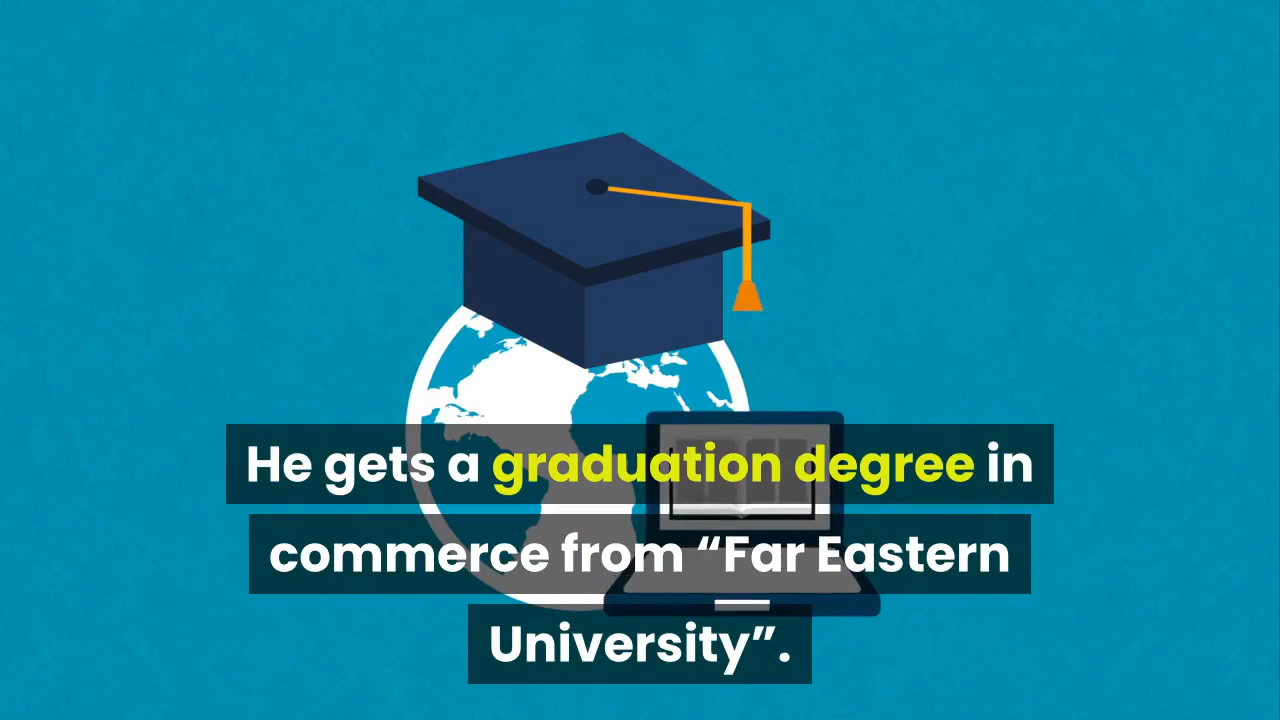 He gets a graduation degree in
commerce from “Far Eastern
University”.